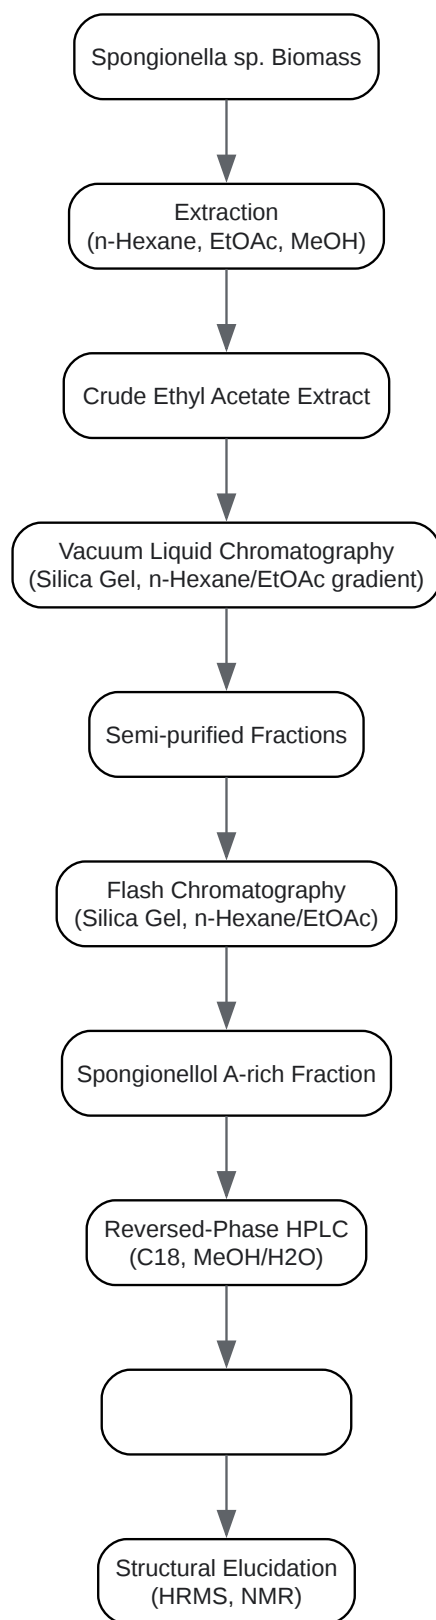 Spongionella sp. Biomass
Extraction
(n-Hexane, EtOAc, MeOH)
Crude Ethyl Acetate Extract
Vacuum Liquid Chromatography
(Silica Gel, n-Hexane/EtOAc gradient)
Semi-purified Fractions
Flash Chromatography
(Silica Gel, n-Hexane/EtOAc)
Spongionellol A-rich Fraction
Reversed-Phase HPLC
(C18, MeOH/H2O)
Structural Elucidation
(HRMS, NMR)